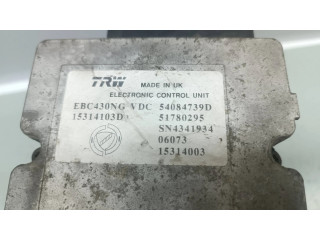 TRW MADE IN UK
ELECTRONIC CONTROL UNIT
EBC430NG VDC 54084739D
15314103D 51780295
SN4341934
06073
15314003